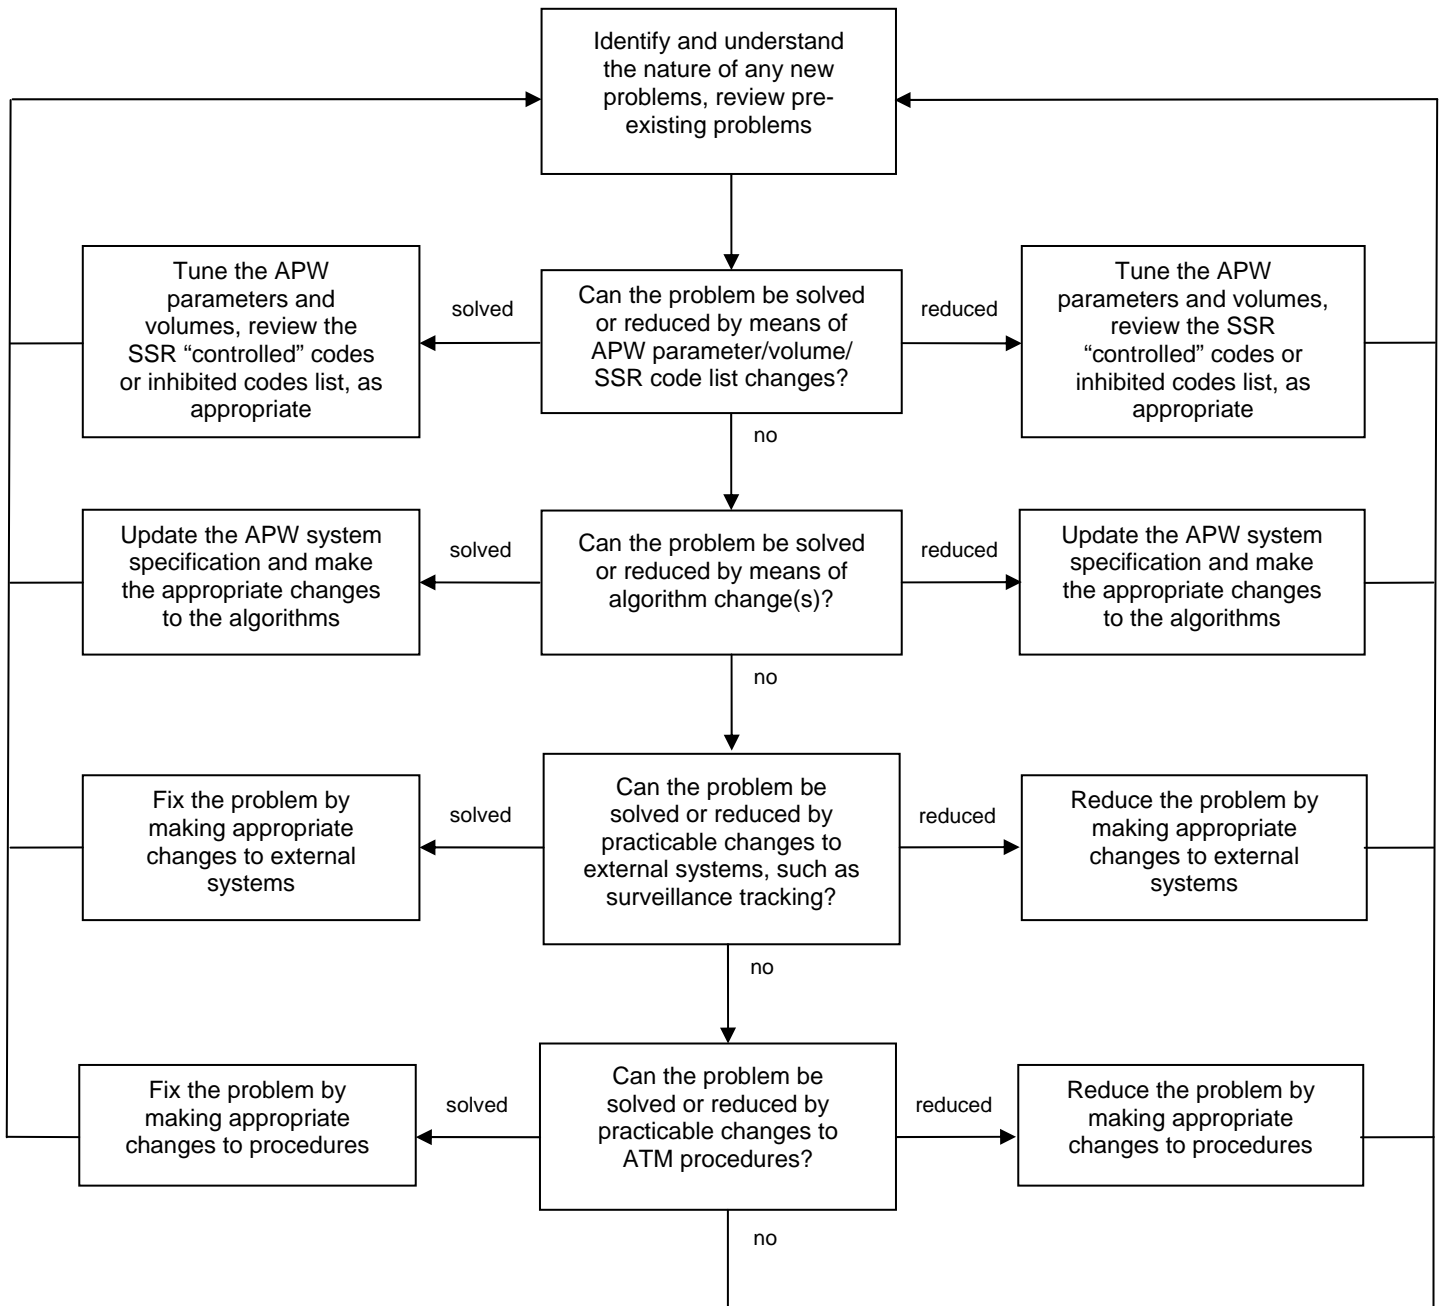 Identify and understand
the nature of any new
problems, review pre-
existing problems
Tune the APW
parameters and
volumes, review the
SSR “controlled” codes
or inhibited codes list, as
appropriate
solved
Can the problem be solved
or reduced by means of
APW parameter/volume/
SSR code list changes?
reduced
Tune the APW
parameters and volumes,
review the SSR
“controlled” codes or
inhibited codes list, as
appropriate
no
Update the APW system
specification and make
the appropriate changes
to the algorithms
solved
Can the problem be solved
or reduced by means of
algorithm change(s)?
reduced
Update the APW system
specification and make
the appropriate changes
to the algorithms
no
Fix the problem by
making appropriate
changes to external
systems
solved
Can the problem be
solved or reduced by
practicable changes to
external systems, such as
surveillance tracking?
reduced
Reduce the problem by
making appropriate
changes to external
systems
no
Fix the problem by
making appropriate
changes to procedures
solved
Can the problem be
solved or reduced by
practicable changes to
ATM procedures?
reduced
Reduce the problem by
making appropriate
changes to procedures
no